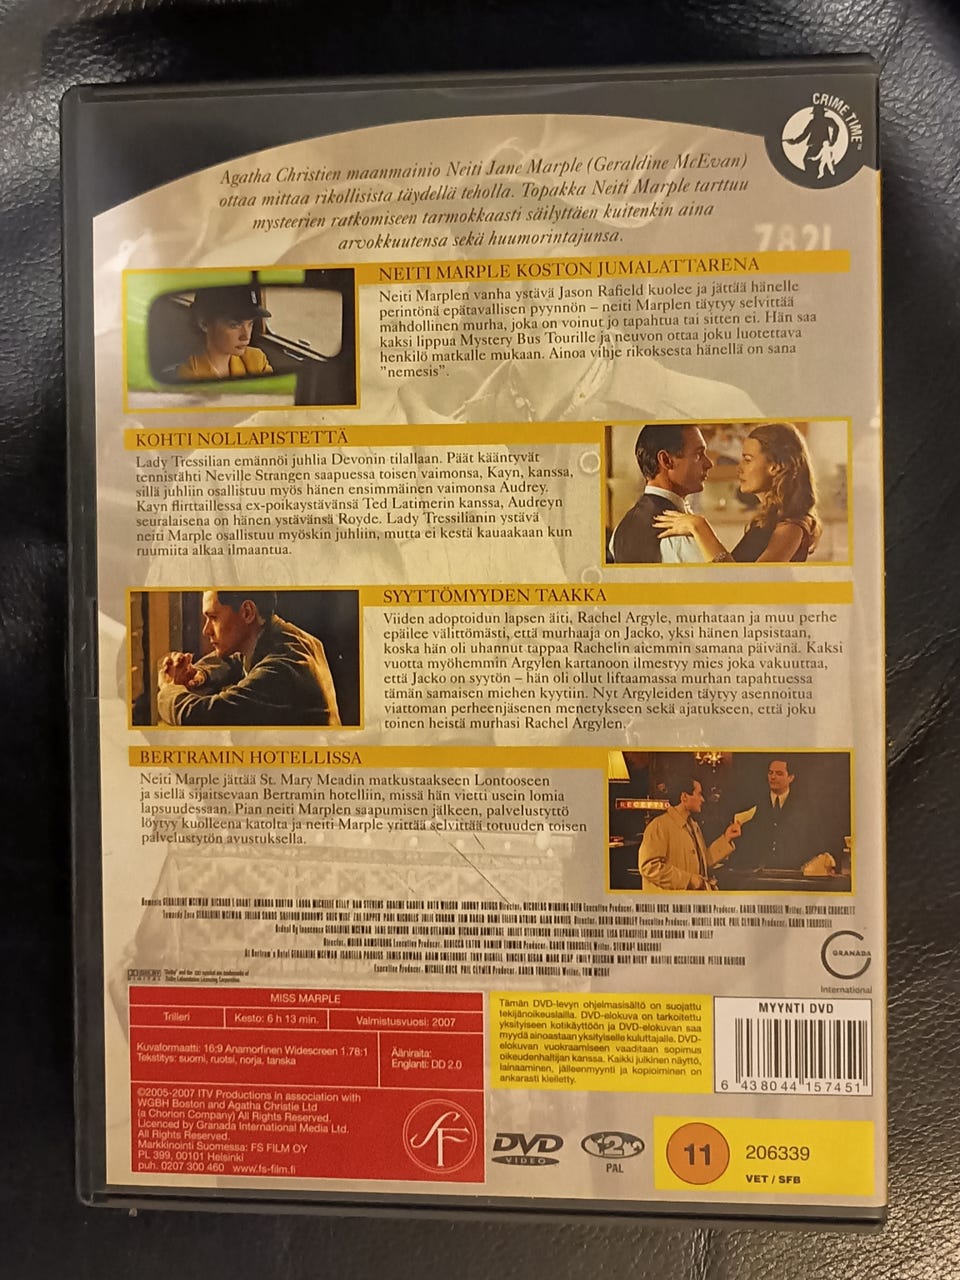 CRIME TIME™
Agatha Christien maanmainio Neiti Jane Marple (Geraldine McEwan)
ottaa mittaa rikollisista täydellä teholla. Topakka Neiti Marple tarttuu
mysteerien ratkomiseen tarmokkaasti säilyttäen kuitenkin aina
arvokkuutensa sekä huumorintajunsa.
7821
NEITI MARPLE KOSTON JUMALATTARENA
Neiti Marplen vanha ystävä Jason Rafield kuolee ja jättää hänelle
perintönä epätavallisen pyynnön – neiti Marplen täytyy selvittää
mahdollinen murha, joka on voinut jo tapahtua tai sitten ei. Hän saa
kaksi lippua Mystery Bus Tourille ja neuvon ottaa joku luotettava
henkilö matkalle mukaan. Ainoa vihje rikoksesta hänellä on sana
"nemesis".
KOHTI NOLLAPISTETTÄ
Lady Tressilian emännöi juhlia Devonin tilallaan. Päät kääntyvät
tennistähti Neville Strangen saapuessa toisen vaimonsa, Kayn, kanssa,
sillä juhliin osallistuu myös hänen ensimmäinen vaimonsa Audrey.
Kayn flirttaillessa ex-poikaystävänsä Ted Latimerin kanssa, Audreyn
seuralaisena on hänen ystävänsä Royde. Lady Tressilianin ystävä
neiti Marple osallistuu myöskin juhliin, mutta ei kestä kauaakaan kun
ruumiita alkaa ilmaantua.
SYYTTÖMYYDEN TAAKKA
Viiden adoptoidun lapsen äiti, Rachel Argyle, murhataan ja muu perhe
epäilee välittömästi, että murhaaja on Jacko, yksi hänen lapsistaan,
koska hän oli uhannut tappaa Rachelin aiemmin samana päivänä. Kaksi
vuotta myöhemmin Argylen kartanoon ilmestyy mies joka vakuuttaa,
että Jacko on syytön – hän oli ollut liftaamassa murhan tapahtuessa
tämän samaisen miehen kyytiin. Nyt Argyleiden täytyy asennoitua
viattoman perheenjäsenen menetykseen sekä ajatukseen, että joku
toinen heistä murhasi Rachel Argylen.
BERTRAMIN HOTELLISSA
Neiti Marple jättää St. Mary Meadin matkustaakseen Lontooseen
ja siellä sijaitsevaan Bertramin hotelliin, missä hän vietti usein lomia
lapsuudessaan. Pian neiti Marplen saapumisen jälkeen, palvelustyttö
löytyy kuolleena katolta ja neiti Marple yrittää selvittää totuuden toisen
palvelustytön avustuksella.
RECEPTIO
GRANADA
International
DOLBY
DIGITAL
MISS MARPLE
Trilleri
Kesto: 6 h 13 min.
Valmistusvuosi: 2007
Kuvaformaatti: 16:9 Anamorfinen Widescreen 1.78:1
Tekstitys: suomi, ruotsi, norja, tanska
Ääniraita:
Englanti: DD 2.0
©2005-2007 ITV Productions in association with
WGBH Boston and Agatha Christie Ltd
(a Chorion Company) All Rights Reserved.
Licenced by Granada International Media Ltd.
All Rights Reserved.
Markkinointi Suomessa: FS FILM OY
PL 399, 00101 Helsinki
puh. 0207 300 460 www.fs-film.fi
SF
Tämän DVD-levyn ohjelmasisältö on suojattu
tekijänoikeuslailla. DVD-elokuva on tarkoitettu
yksityiseen kotikäyttöön ja DVD-elokuvan saa
myydä ainoastaan yksityiselle kuluttajalle. DVD-
elokuvan vuokraamiseen vaaditaan sopimus
oikeudenhaltijan kanssa. Kaikki julkinen näyttö,
lainaaminen, jälleenmyynti ja kopioiminen on
ankarasti kielletty.
MYYNTI DVD
6 438044 157451
DVD
VIDEO
2
PAL
11
206339
VET / SFB